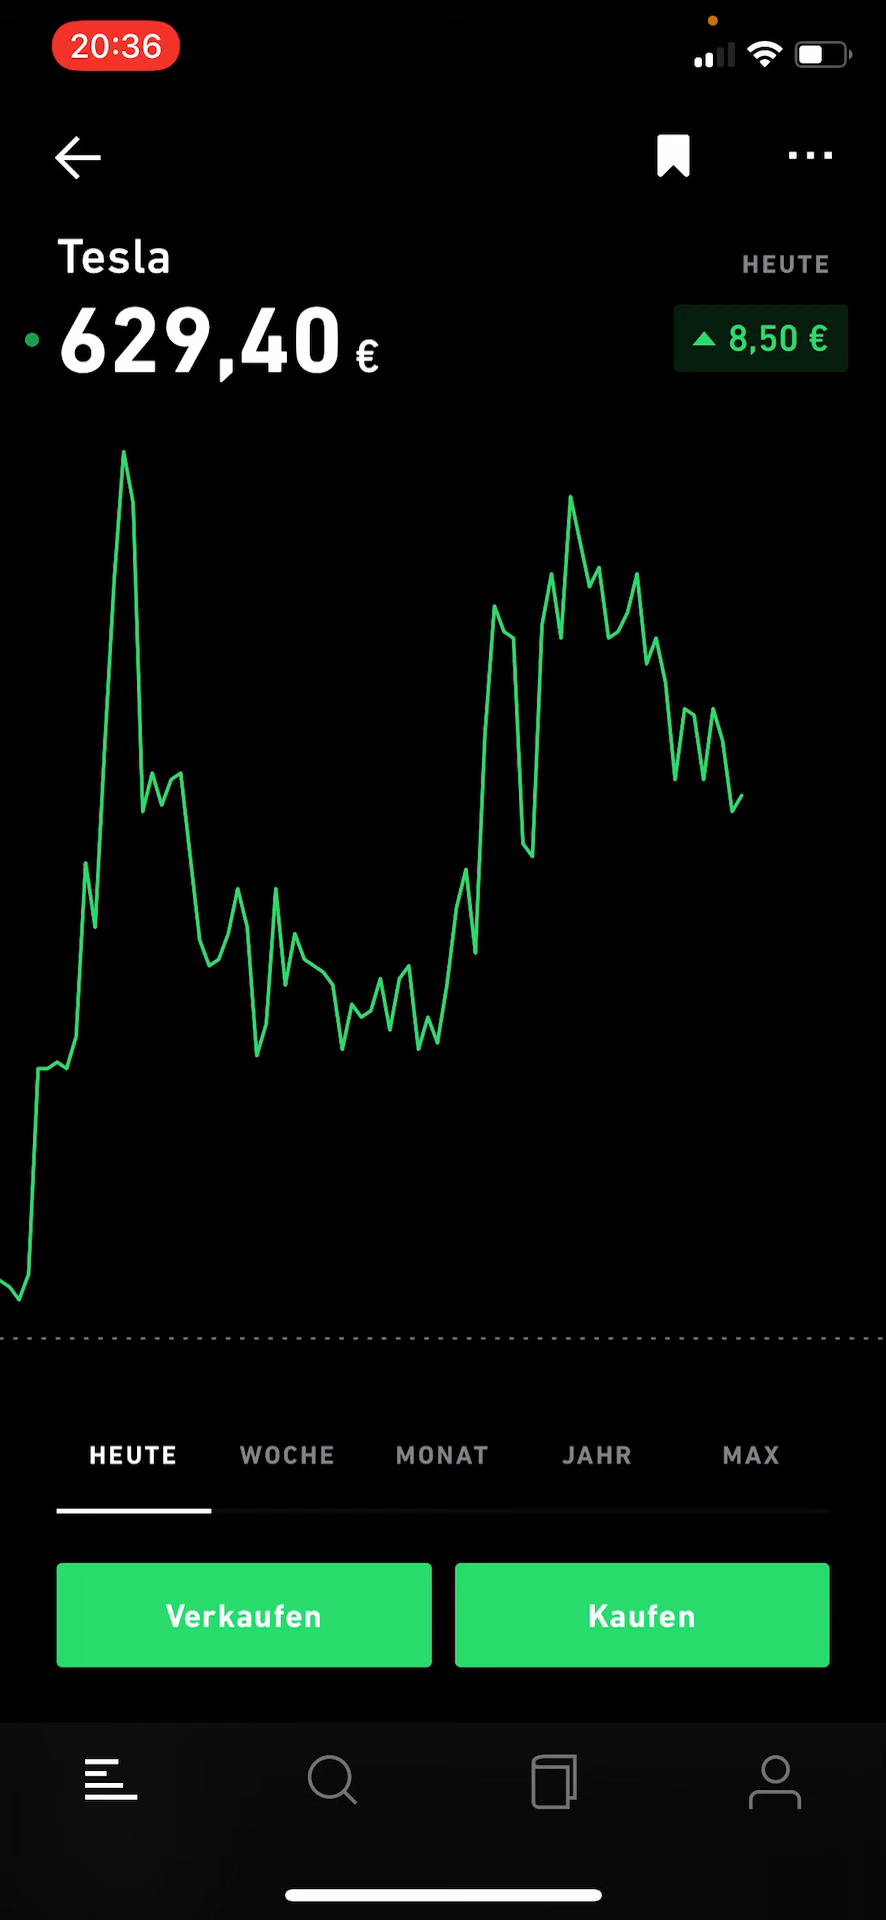 20:36
Tesla
HEUTE
629,40 €
▲ 8,50 €
HEUTE WOCHE MONAT JAHR MAX
Verkaufen Kaufen